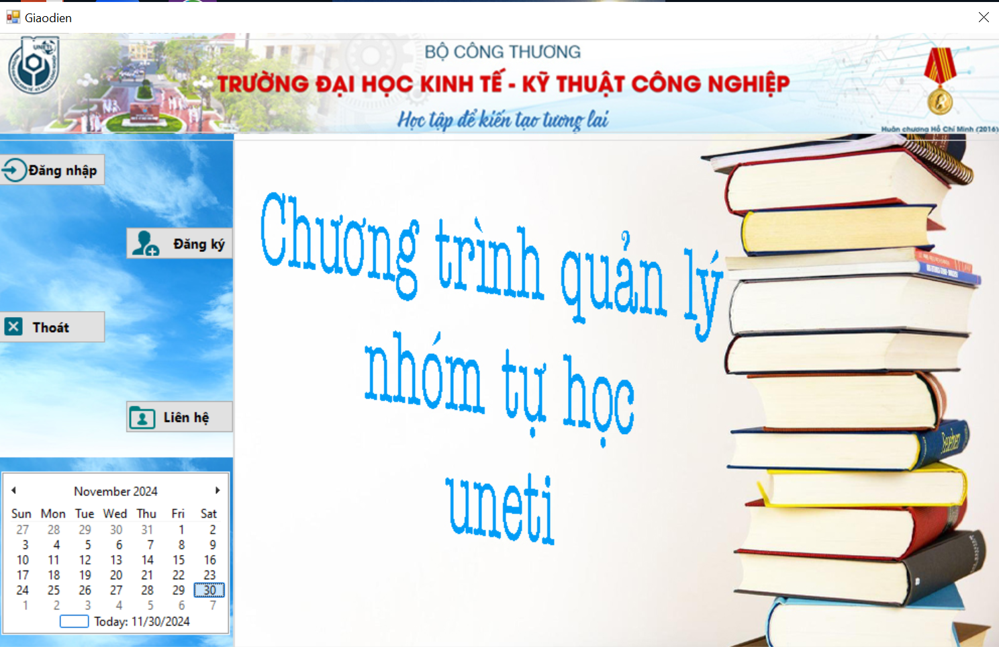 Giaodien
UNETI
BỘ CÔNG THƯƠNG
TRƯỜNG ĐẠI HỌC KINH TẾ - KỸ THUẬT CÔNG NGHIỆP
Học tập để kiến tạo tương lai
Huân chương Hồ Chí Minh (2016)
Đăng nhập
Đăng ký
Thoát
Liên hệ
Chương trình quản lý
nhóm tự học
uneti
November 2024
Sun Mon Tue Wed Thu Fri Sat
27 28 29 30 31 1 2
3 4 5 6 7 8 9
10 11 12 13 14 15 16
17 18 19 20 21 22 23
24 25 26 27 28 29 30
1 2 3 4 5 6 7
Today: 11/30/2024